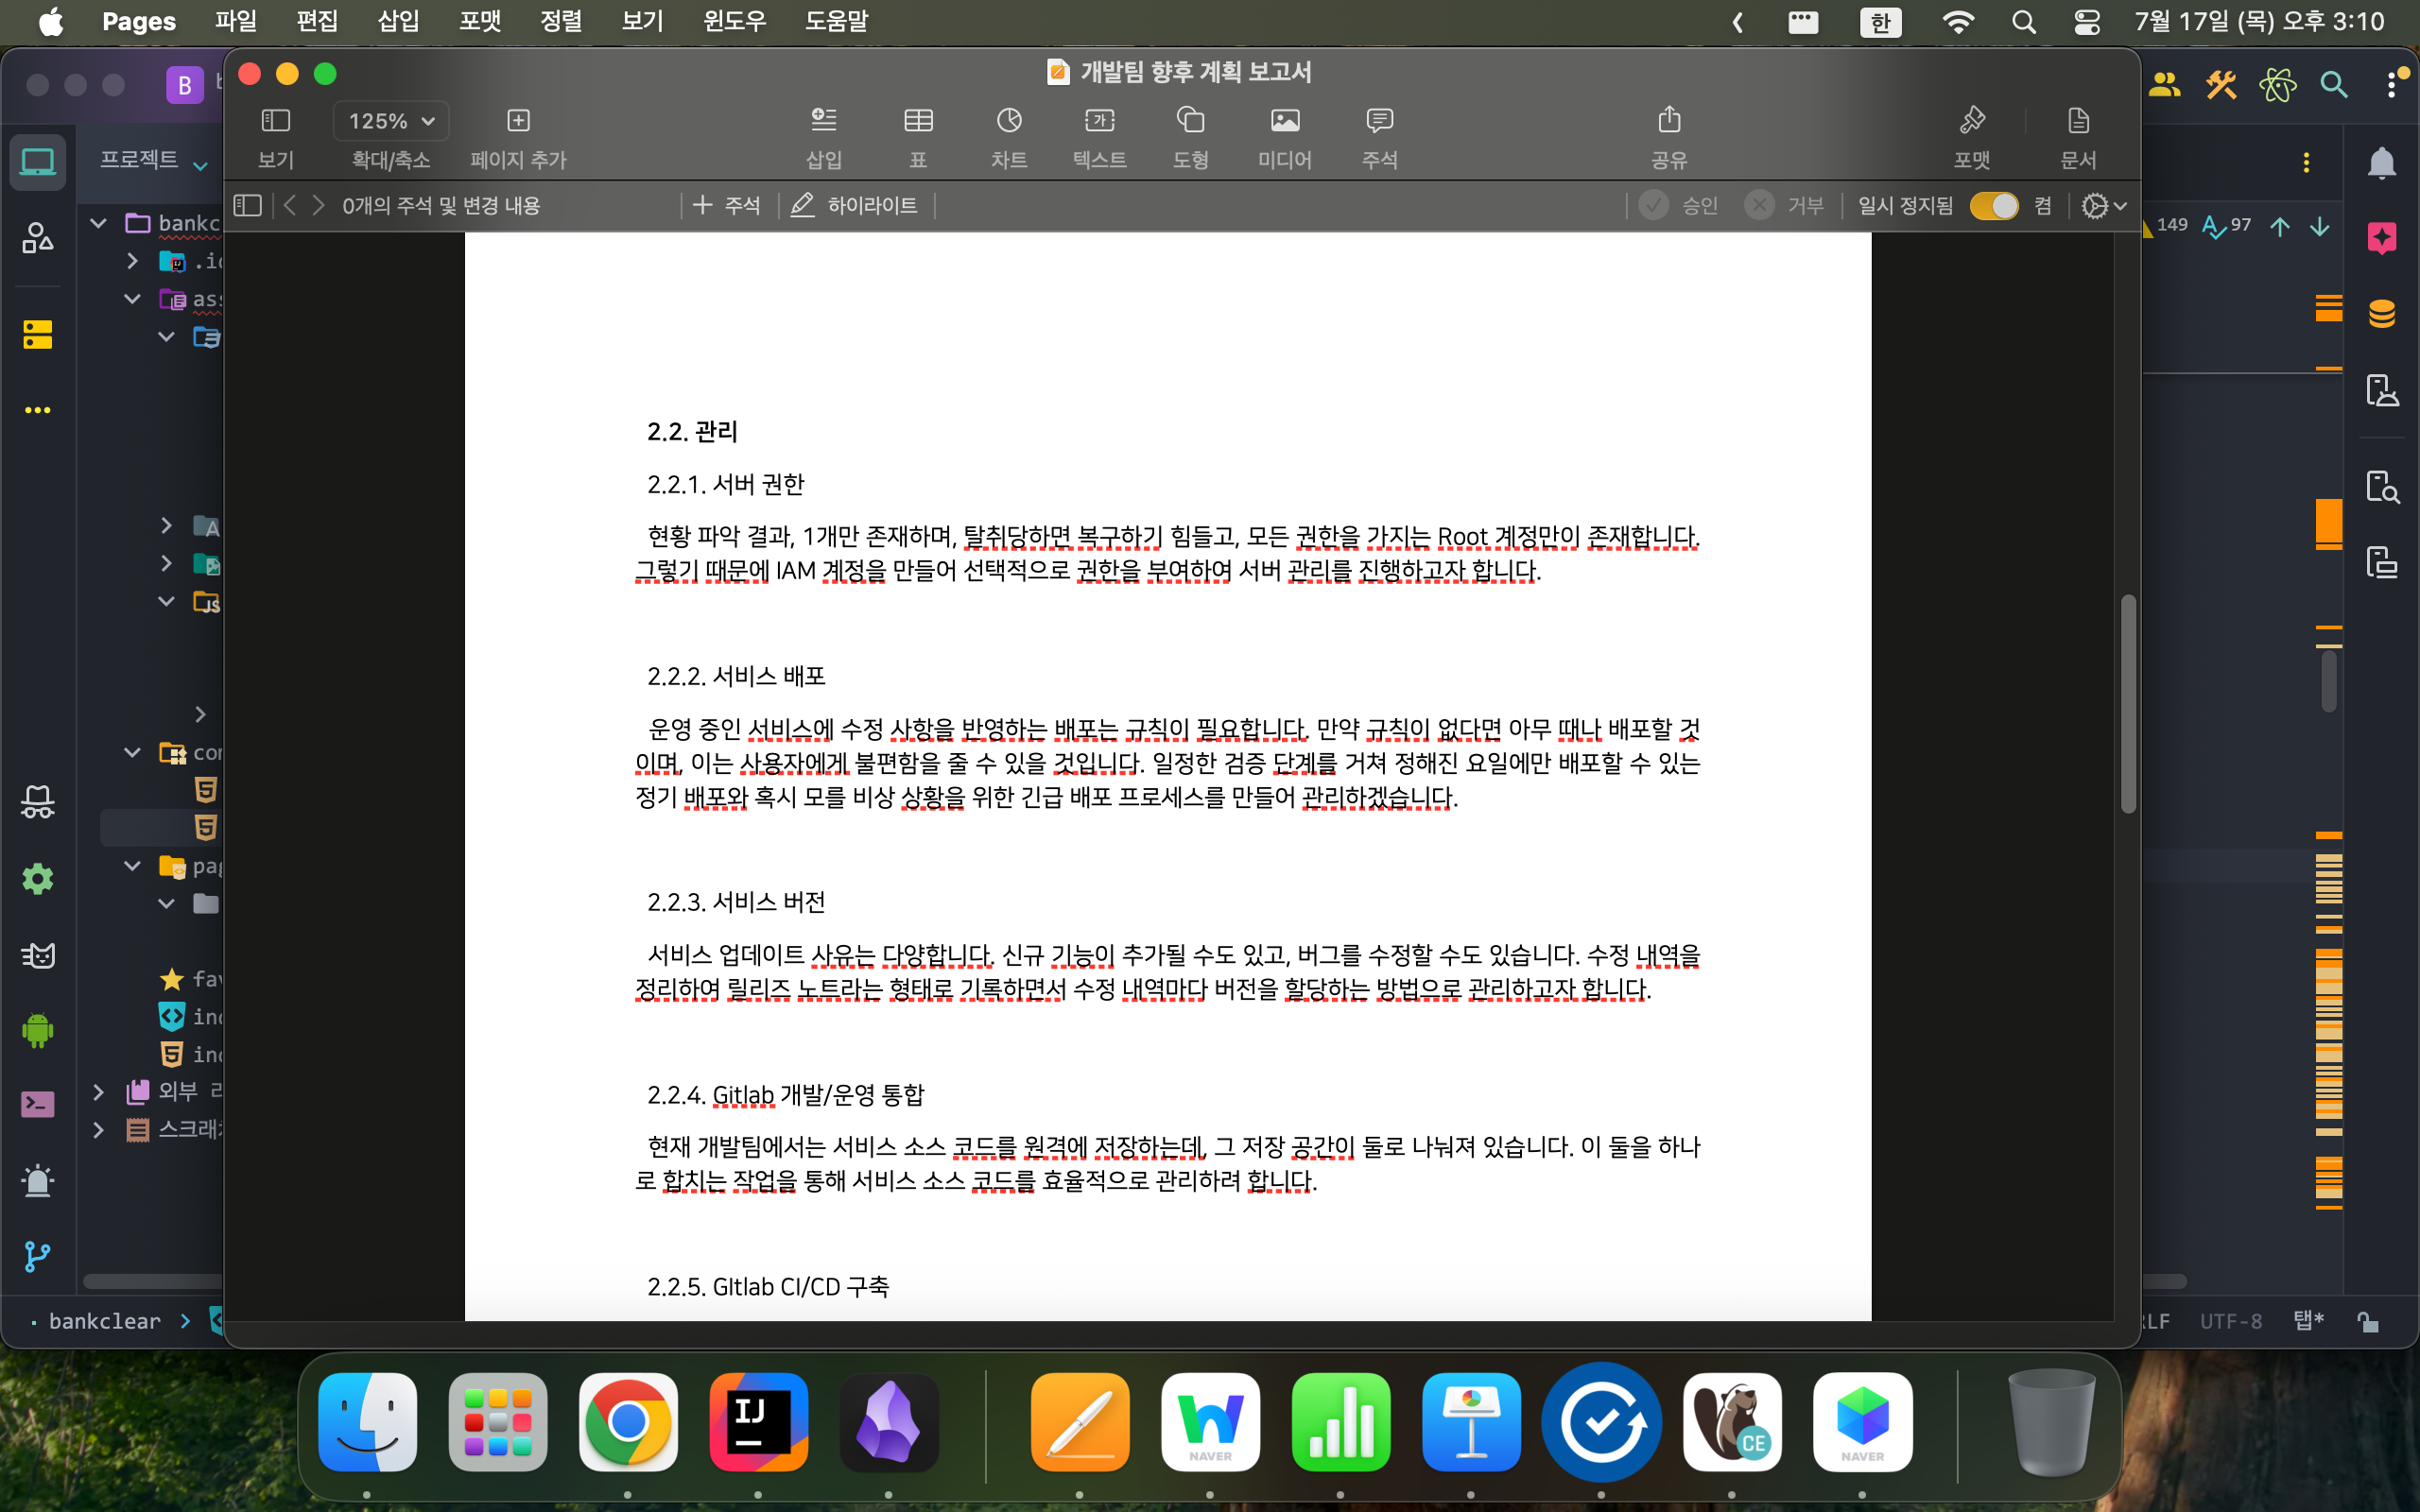 Pages 파일 편집 삽입 포맷 정렬 보기 윈도우 도움말 한 7월 17일 (목) 오후 3:10
B
개발팀 향후 계획 보고서
125%
보기 확대/축소 페이지 추가 삽입 표 차트 텍스트 도형 미디어 주석 공유 포맷 문서
0개의 주석 및 변경 내용 주석 하이라이트 승인 거부 일시 정지됨 켬
프로젝트
bankc
.id
ass
A
JS
con
pag
fav
ind
ind
외부
스크래
149 97
2.2. 관리
2.2.1. 서버 권한
현황 파악 결과, 1개만 존재하며, 탈취당하면 복구하기 힘들고, 모든 권한을 가지는 Root 계정만이 존재합니다.
그렇기 때문에 IAM 계정을 만들어 선택적으로 권한을 부여하여 서버 관리를 진행하고자 합니다.
2.2.2. 서비스 배포
운영 중인 서비스에 수정 사항을 반영하는 배포는 규칙이 필요합니다. 만약 규칙이 없다면 아무 때나 배포할 것
이며, 이는 사용자에게 불편함을 줄 수 있을 것입니다. 일정한 검증 단계를 거쳐 정해진 요일에만 배포할 수 있는
정기 배포와 혹시 모를 비상 상황을 위한 긴급 배포 프로세스를 만들어 관리하겠습니다.
2.2.3. 서비스 버전
서비스 업데이트 사유는 다양합니다. 신규 기능이 추가될 수도 있고, 버그를 수정할 수도 있습니다. 수정 내역을
정리하여 릴리즈 노트라는 형태로 기록하면서 수정 내역마다 버전을 할당하는 방법으로 관리하고자 합니다.
2.2.4. Gitlab 개발/운영 통합
현재 개발팀에서는 서비스 소스 코드를 원격에 저장하는데, 그 저장 공간이 둘로 나눠져 있습니다. 이 둘을 하나
로 합치는 작업을 통해 서비스 소스 코드를 효율적으로 관리하려 합니다.
2.2.5. GItlab CI/CD 구축
bankclear
LF UTF-8 탭*
IJ
NAVER
CE
NAVER